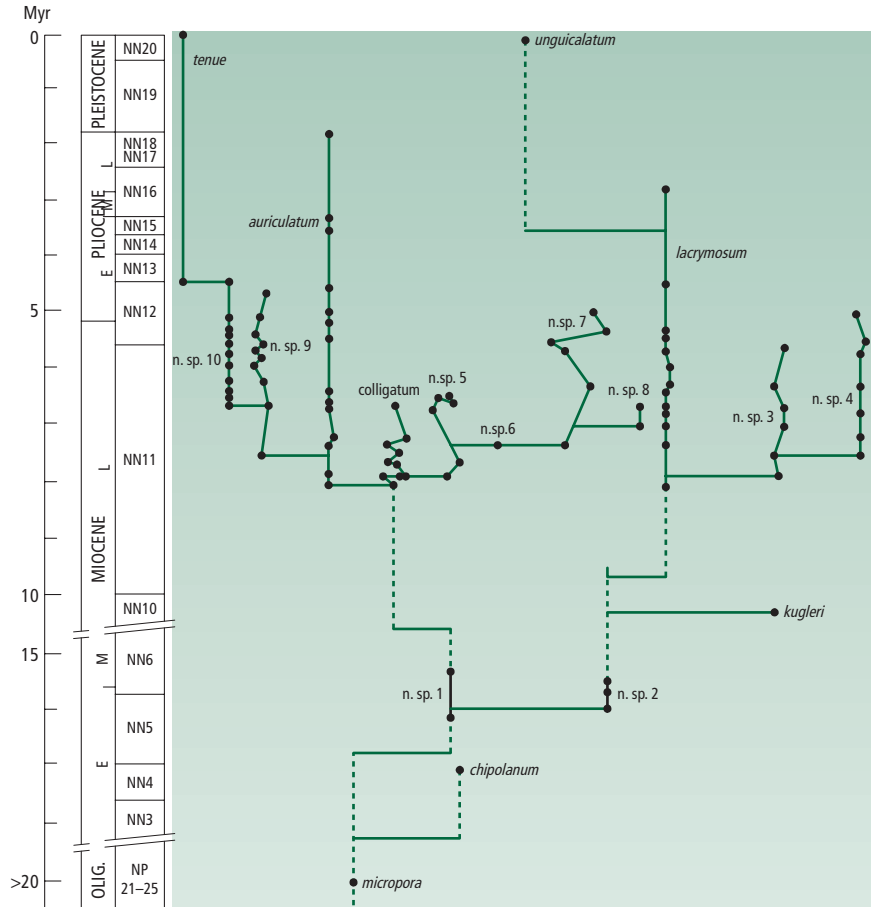 Myr
0
5
10
15
>20
PLEISTOCENE
PLIOCENE
L
M
E
MIOCENE
L
M
E
OLIG.
NN20
NN19
NN18
NN17
NN16
NN15
NN14
NN13
NN12
NN11
NN10
NN6
NN5
NN4
NN3
NP
21–25
tenue
unguicalatum
auriculatum
lacrymosum
n. sp. 10
n. sp. 9
colligatum
n.sp. 5
n.sp.6
n.sp. 7
n. sp. 8
n. sp. 3
n. sp. 4
kugleri
n. sp. 1
n. sp. 2
chipolanum
micropora